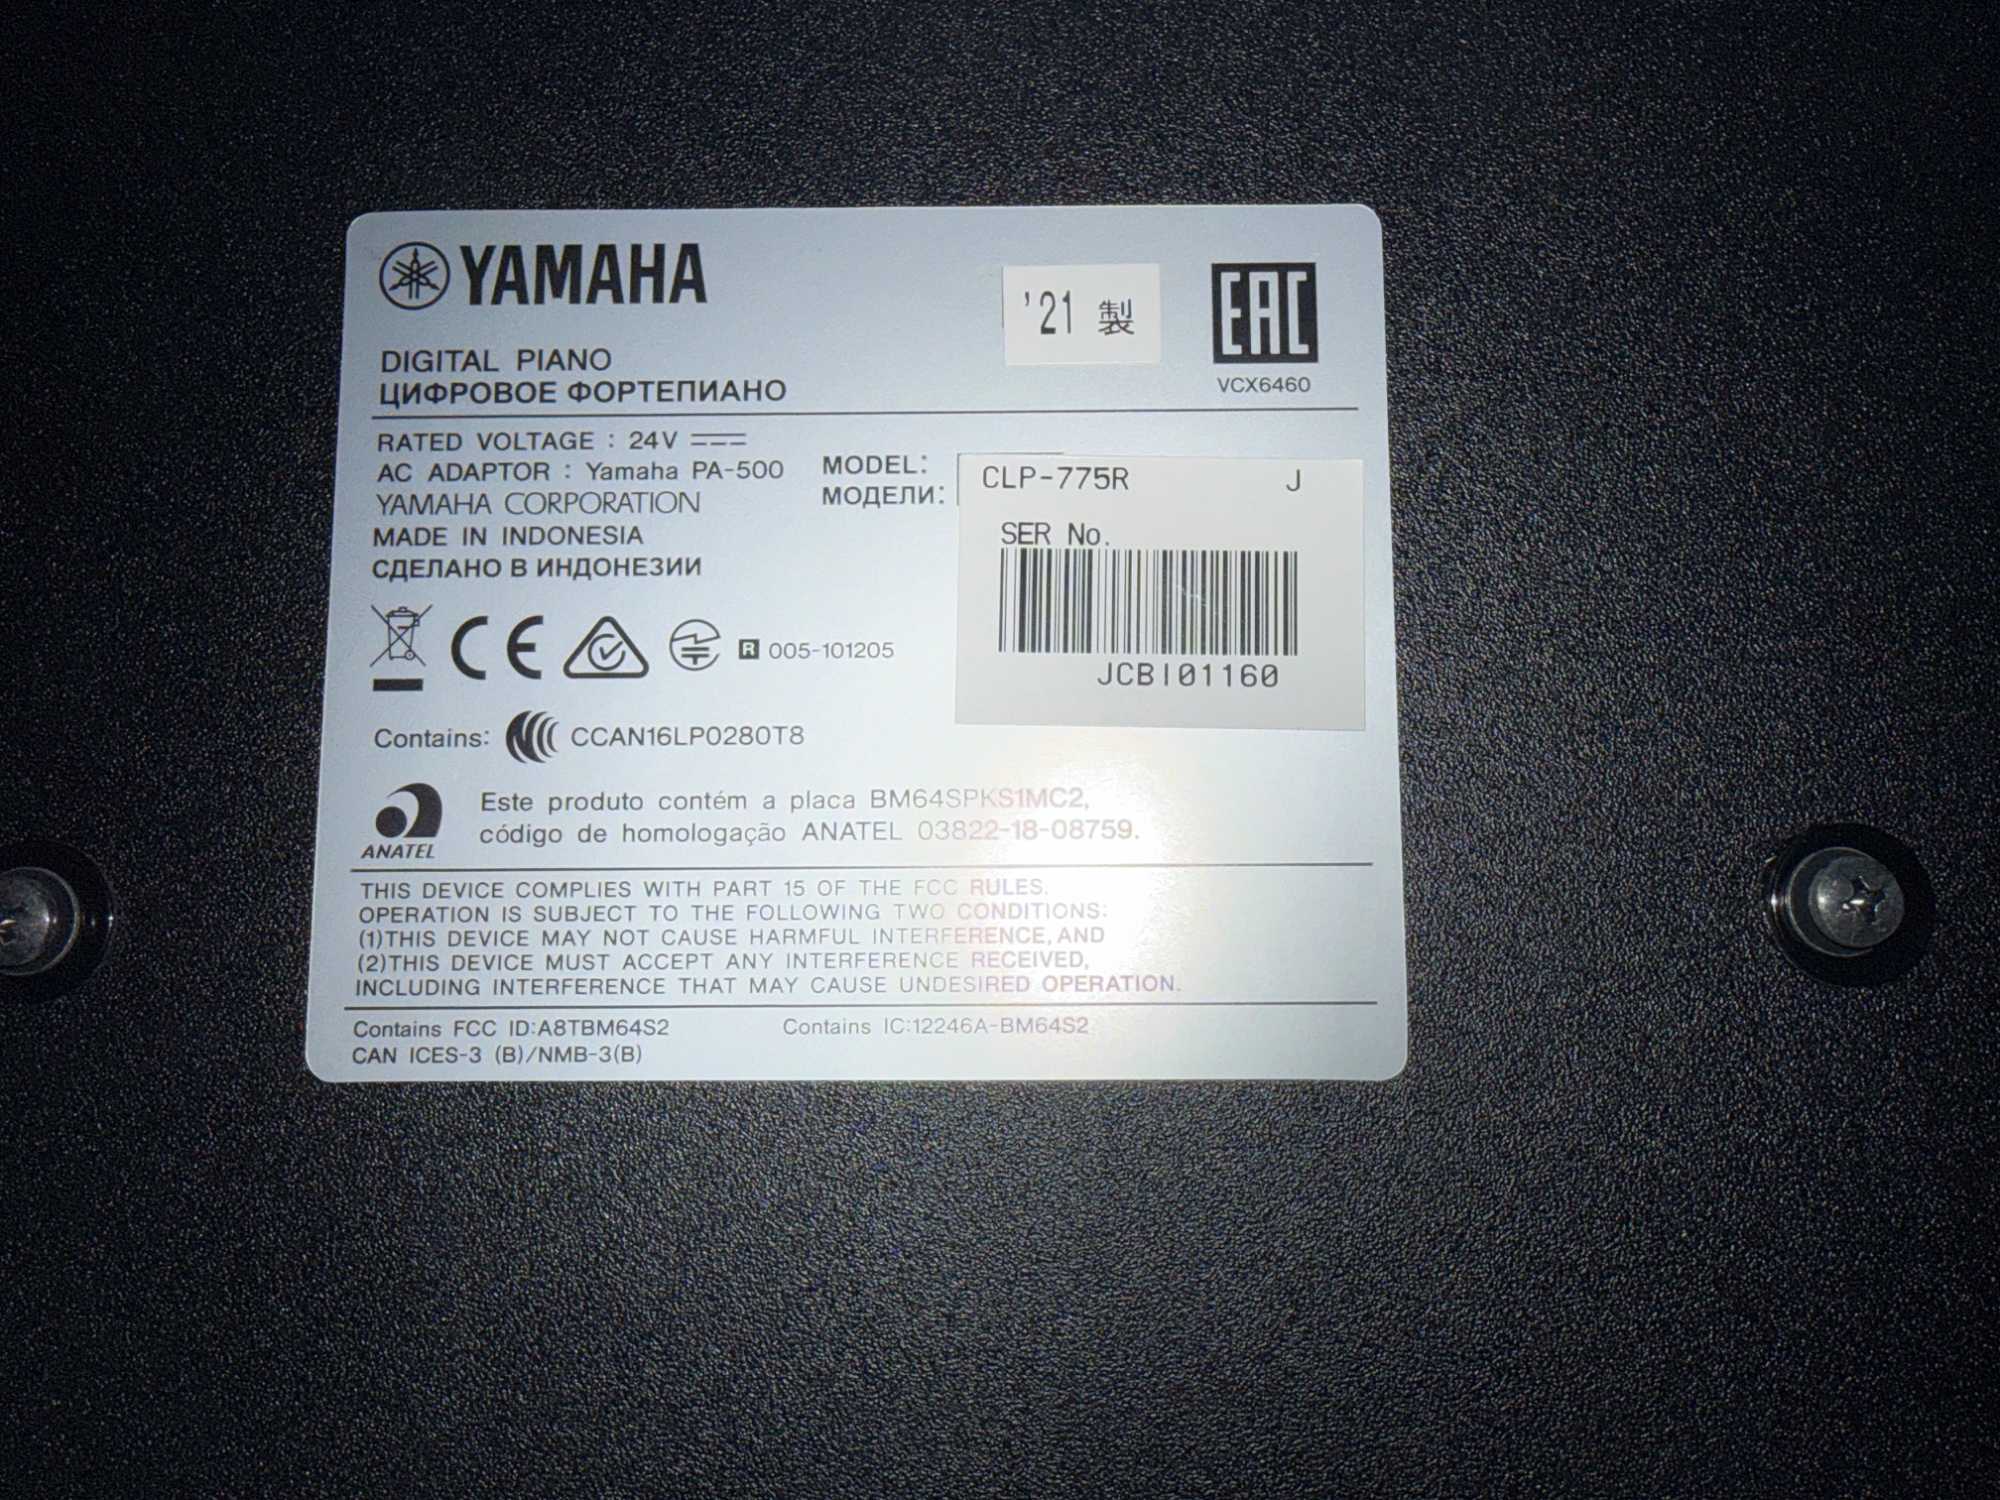 YAMAHA
'21 製
EAC
VCX6460
DIGITAL PIANO
ЦИФРОВОЕ ФОРТЕПИАНО
RATED VOLTAGE : 24V
AC ADAPTOR : Yamaha PA-500
YAMAHA CORPORATION
MADE IN INDONESIA
СДЕЛАНО В ИНДОНЕЗИИ
MODEL:
МОДЕЛИ:
CLP-775R J
SER No.
JCBI01160
CE
R 005-101205
Contains: CCAN16LP0280T8
ANATEL
Este produto contém a placa BM64SPKS1MC2,
código de homologação ANATEL 03822-18-08759.
THIS DEVICE COMPLIES WITH PART 15 OF THE FCC RULES.
OPERATION IS SUBJECT TO THE FOLLOWING TWO CONDITIONS:
(1)THIS DEVICE MAY NOT CAUSE HARMFUL INTERFERENCE, AND
(2)THIS DEVICE MUST ACCEPT ANY INTERFERENCE RECEIVED,
INCLUDING INTERFERENCE THAT MAY CAUSE UNDESIRED OPERATION.
Contains FCC ID:A8TBM64S2 Contains IC:12246A-BM64S2
CAN ICES-3 (B)/NMB-3(B)